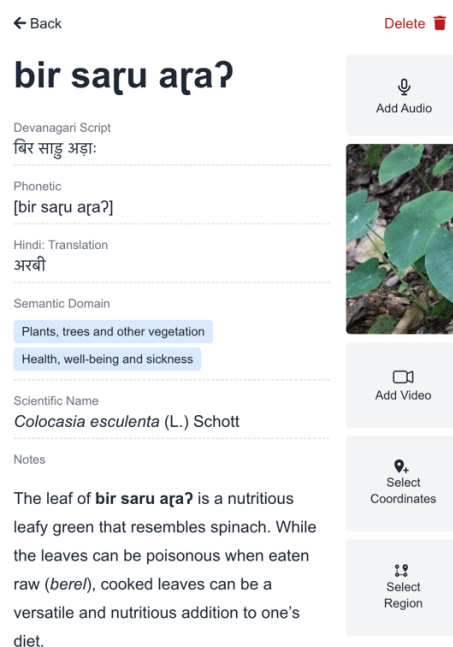 Back
Delete
bir saɽu aɽaʔ
Add Audio
Devanagari Script
बिर साड़ु अड़ाः
Phonetic
[bir saɽu aɽaʔ]
Hindi: Translation
अरबी
Semantic Domain
Plants, trees and other vegetation
Health, well-being and sickness
Add Video
Scientific Name
Colocasia esculenta (L.) Schott
Notes
Select
Coordinates
The leaf of bir saru aɽaʔ is a nutritious
leafy green that resembles spinach. While
the leaves can be poisonous when eaten
raw (berel), cooked leaves can be a
versatile and nutritious addition to one’s
diet.
Select
Region